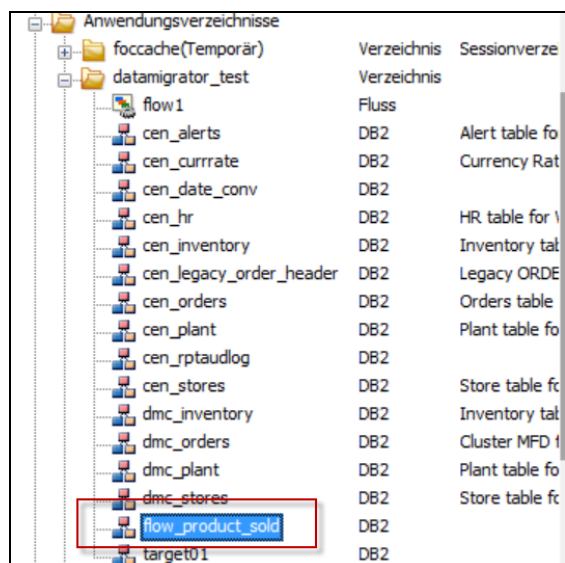 Anwendungsverzeichnisse
foccache(Temporär) Verzeichnis Sessionverze
datamigrator_test Verzeichnis
flow1 Fluss
cen_alerts DB2 Alert table fo
cen_currrate DB2 Currency Rat
cen_date_conv DB2
cen_hr DB2 HR table for
cen_inventory DB2 Inventory tab
cen_legacy_order_header DB2 Legacy ORDE
cen_orders DB2 Orders table
cen_plant DB2 Plant table fo
cen_rptaudlog DB2
cen_stores DB2 Store table fo
dmc_inventory DB2 Inventory tab
dmc_orders DB2 Cluster MFD f
dmc_plant DB2 Plant table fo
dmc_stores DB2 Store table fo
flow_product_sold DB2
target01 DB2